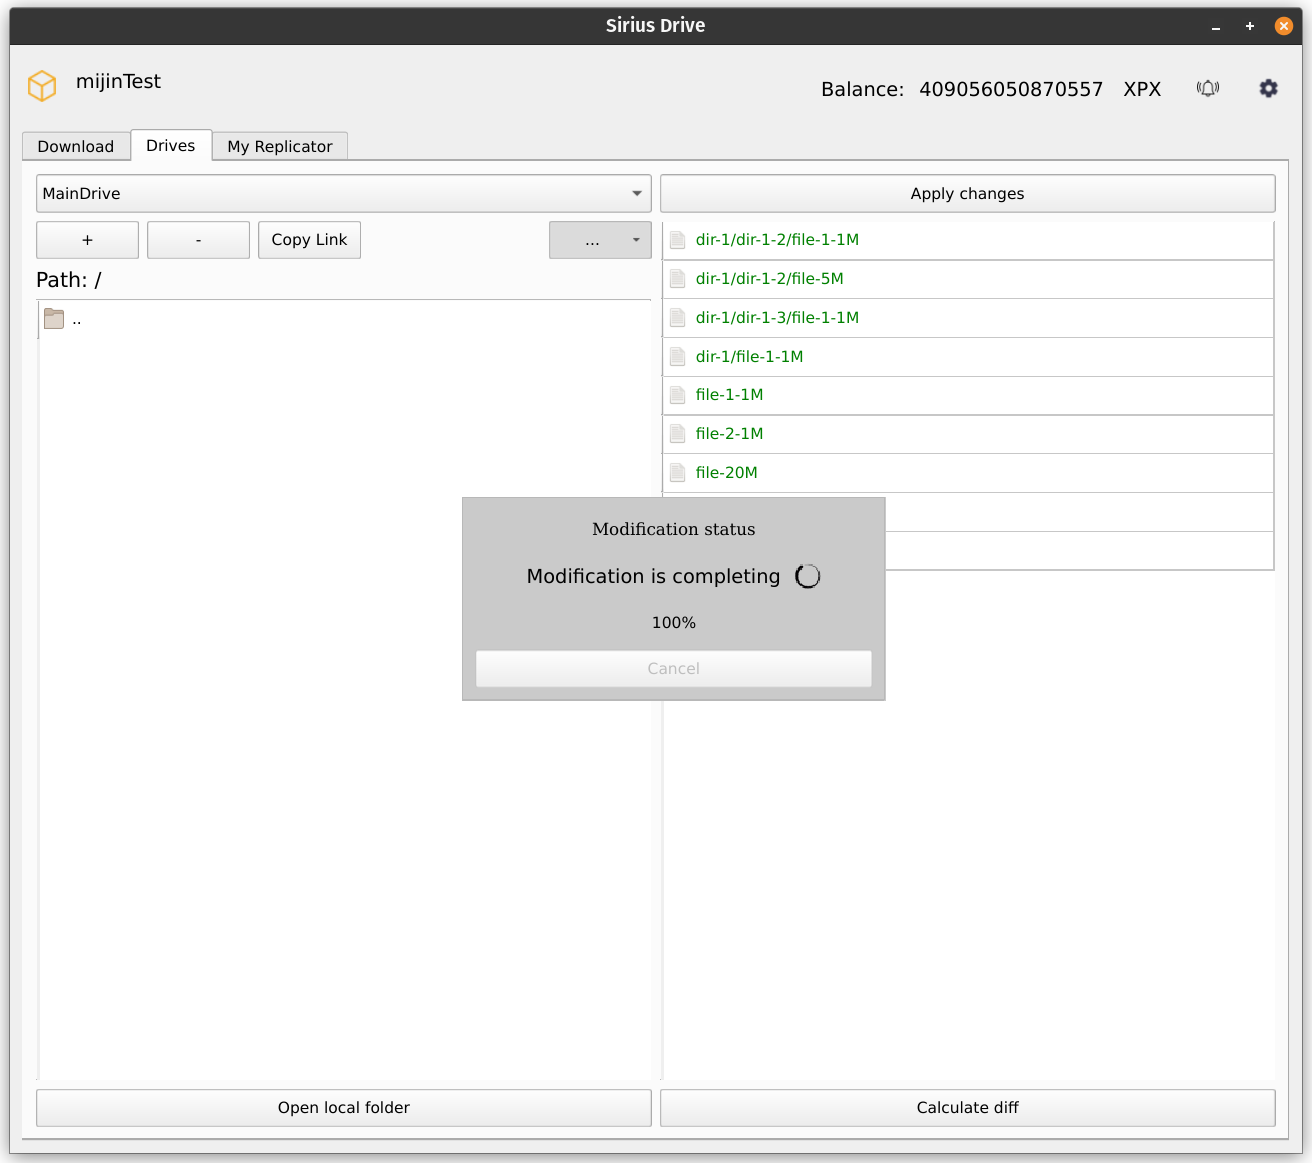 Sirius Drive
mijinTest
Balance: 409056050870557 XPX
Download Drives My Replicator
MainDrive
Apply changes
+ - Copy Link ...
Path: /
..
dir-1/dir-1-2/file-1-1M
dir-1/dir-1-2/file-5M
dir-1/dir-1-3/file-1-1M
dir-1/file-1-1M
file-1-1M
file-2-1M
file-20M
Modification status
Modification is completing
100%
Cancel
Open local folder
Calculate diff